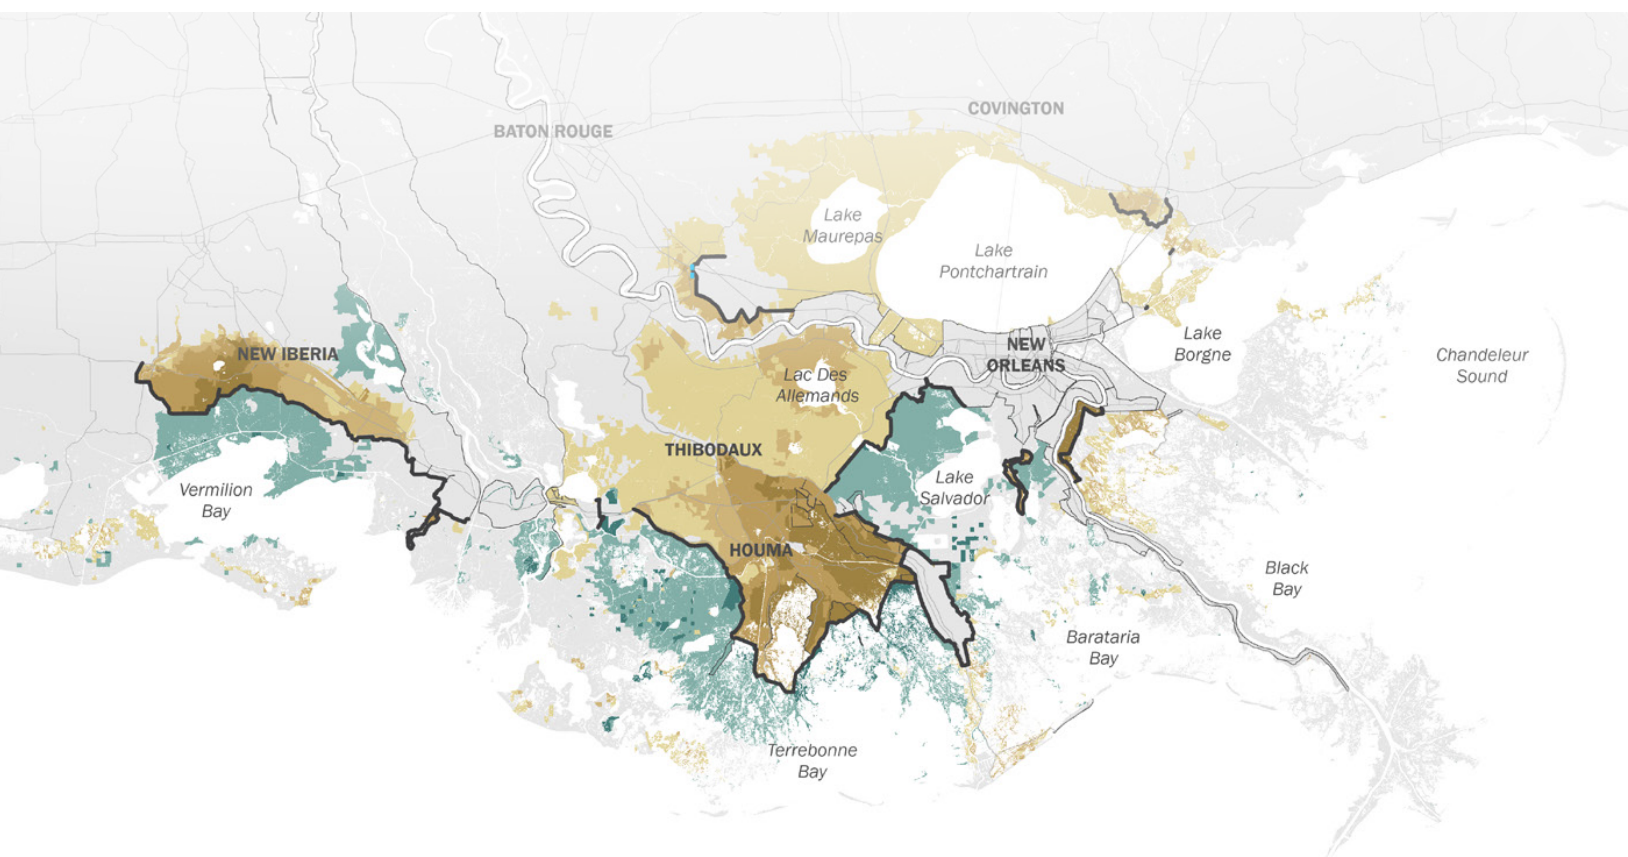 COVINGTON
BATON ROUGE
Lake
Maurepas
Lake
Pontchartrain
NEW IBERIA
NEW
ORLEANS
Lake
Borgne
Chandeleur
Sound
Lac Des
Allemands
THIBODAUX
Vermilion
Bay
Lake
Salvador
HOUMA
Black
Bay
Barataria
Bay
Terrebonne
Bay